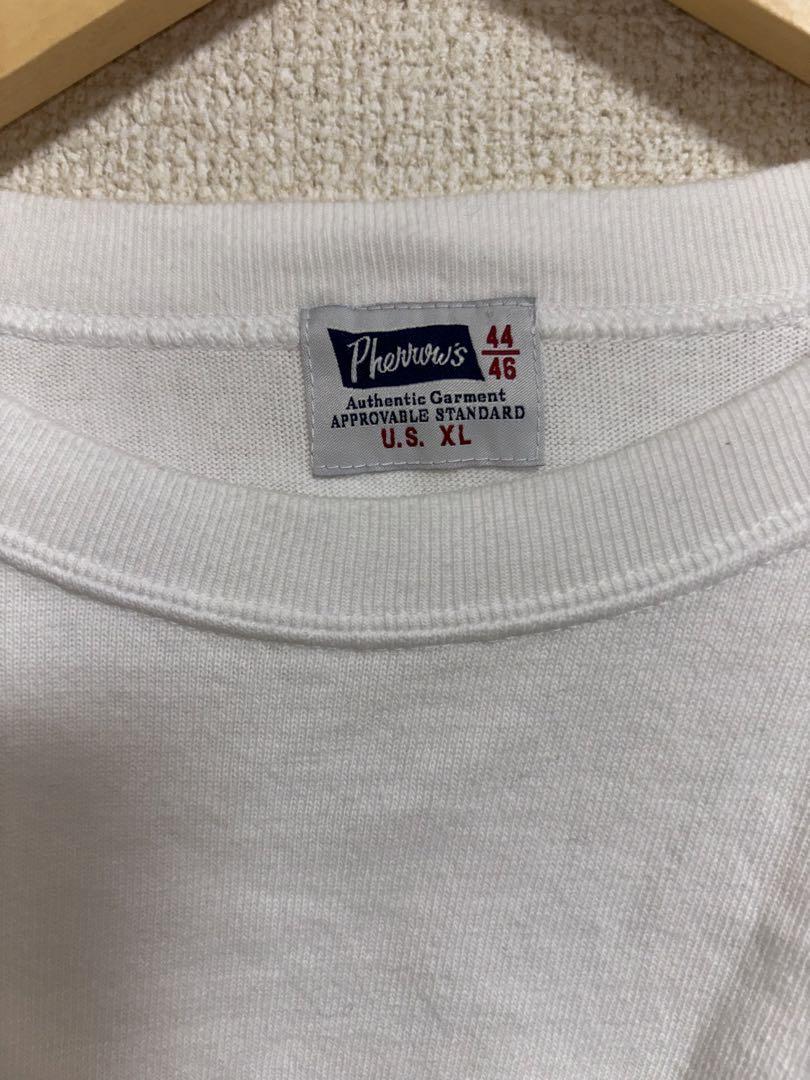 Pherrow's
44
46
Authentic Garment
APPROVABLE STANDARD
U.S. XL